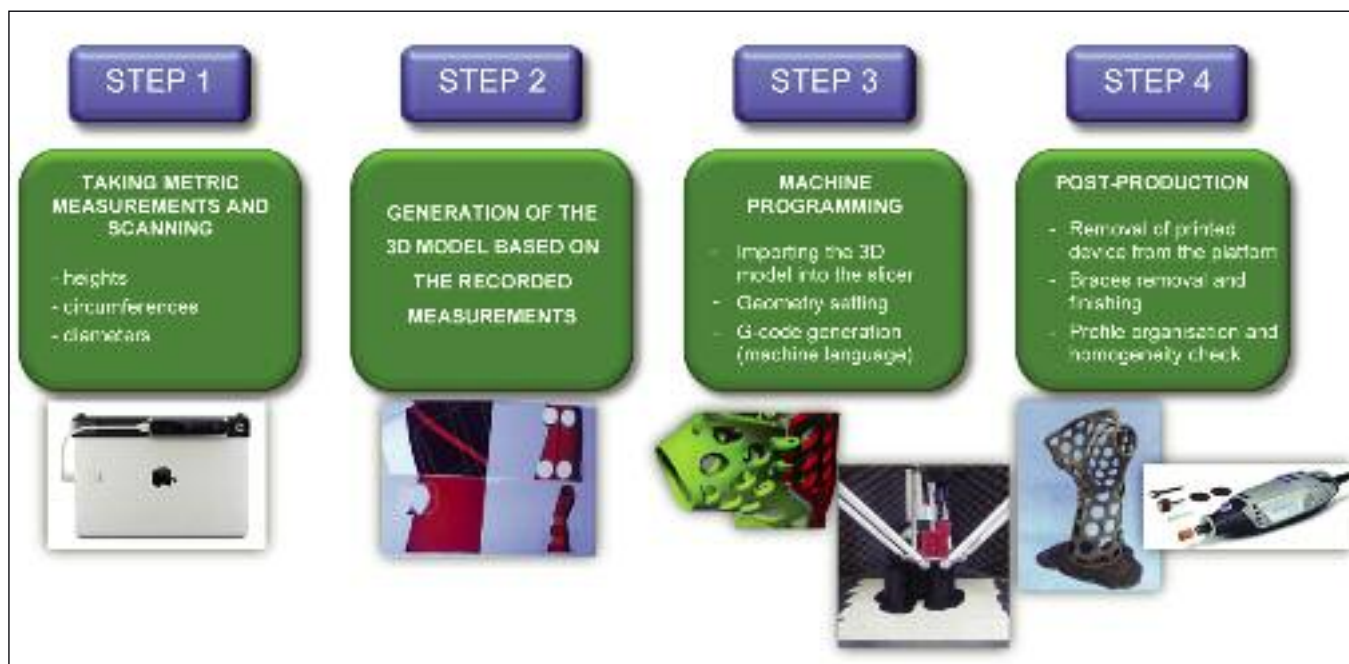 STEP 1
TAKING METRIC
MEASUREMENTS AND
SCANNING
- heights
- circumferences
- diameters
STEP 2
GENERATION OF THE
3D MODEL BASED ON
THE RECORDED
MEASUREMENTS
STEP 3
MACHINE
PROGRAMMING
- Importing the 3D
model into the slicer
- Geometry setting
- G-code generation
(machine language)
STEP 4
POST-PRODUCTION
- Removal of printed
device from the platform
- Braces removal and
finishing
- Profile organisation and
homogeneity check